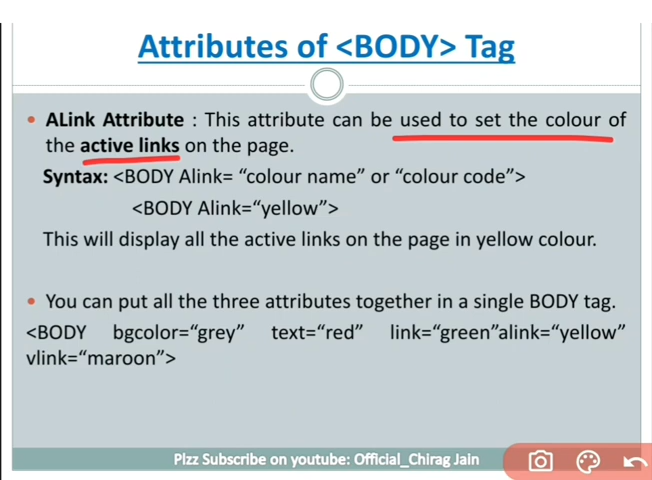 Attributes of <BODY> Tag
• ALink Attribute : This attribute can be used to set the colour of
the active links on the page.
Syntax: <BODY Alink= “colour name” or “colour code”>
<BODY Alink=“yellow”>
This will display all the active links on the page in yellow colour.
• You can put all the three attributes together in a single BODY tag.
<BODY bgcolor=“grey” text=“red” link=“green”alink=“yellow”
vlink=“maroon”>
Plzz Subscribe on youtube: Official_Chirag Jain